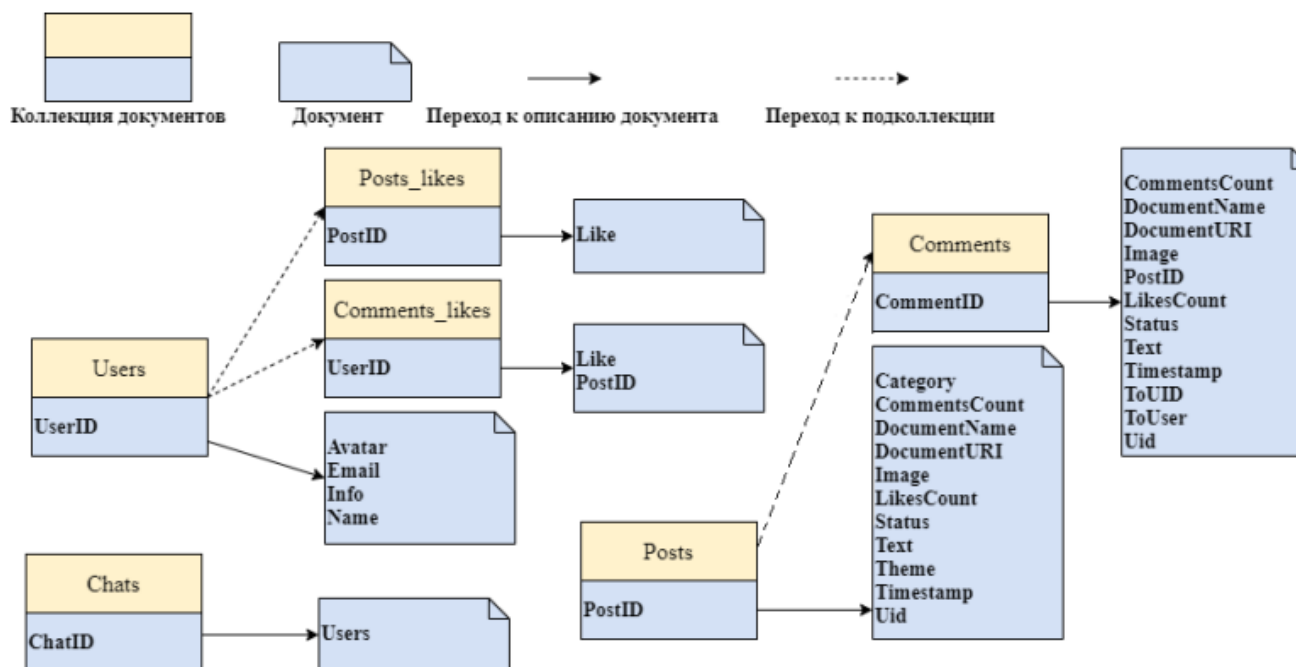 Коллекция документов
Документ
Переход к описанию документа
Переход к подколлекции
Posts_likes
PostID
Like
Comments_likes
UserID
Like
PostID
Users
UserID
Avatar
Email
Info
Name
Chats
ChatID
Users
Comments
CommentID
CommentsCount
DocumentName
DocumentURI
Image
PostID
LikesCount
Status
Text
Timestamp
ToUID
ToUser
Uid
Posts
PostID
Category
CommentsCount
DocumentName
DocumentURI
Image
LikesCount
Status
Text
Theme
Timestamp
Uid